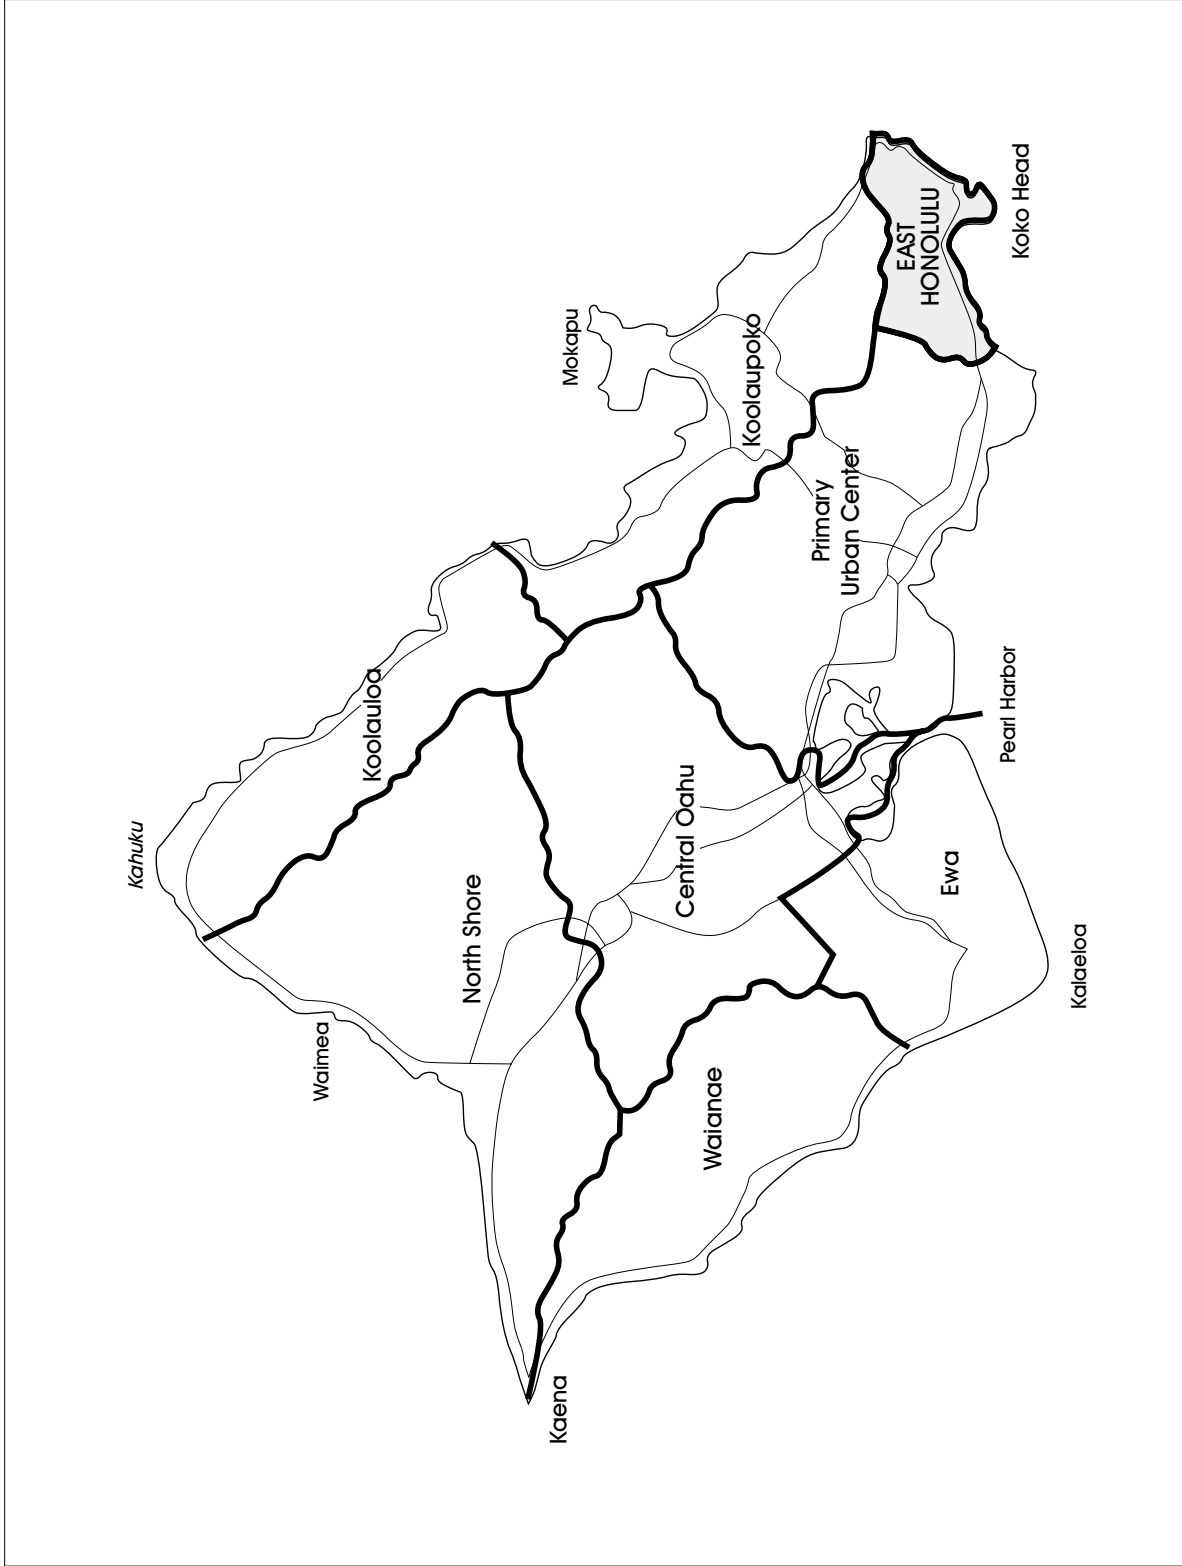 Kahuku
Koolauloa
Waimea
North Shore
Kaena
Mokapu
Central Oahu
Waianae
Koolaupoko
Primary
Urban Center
EAST
HONOLULU
Ewa
Pearl Harbor
Koko Head
Kalaeloa